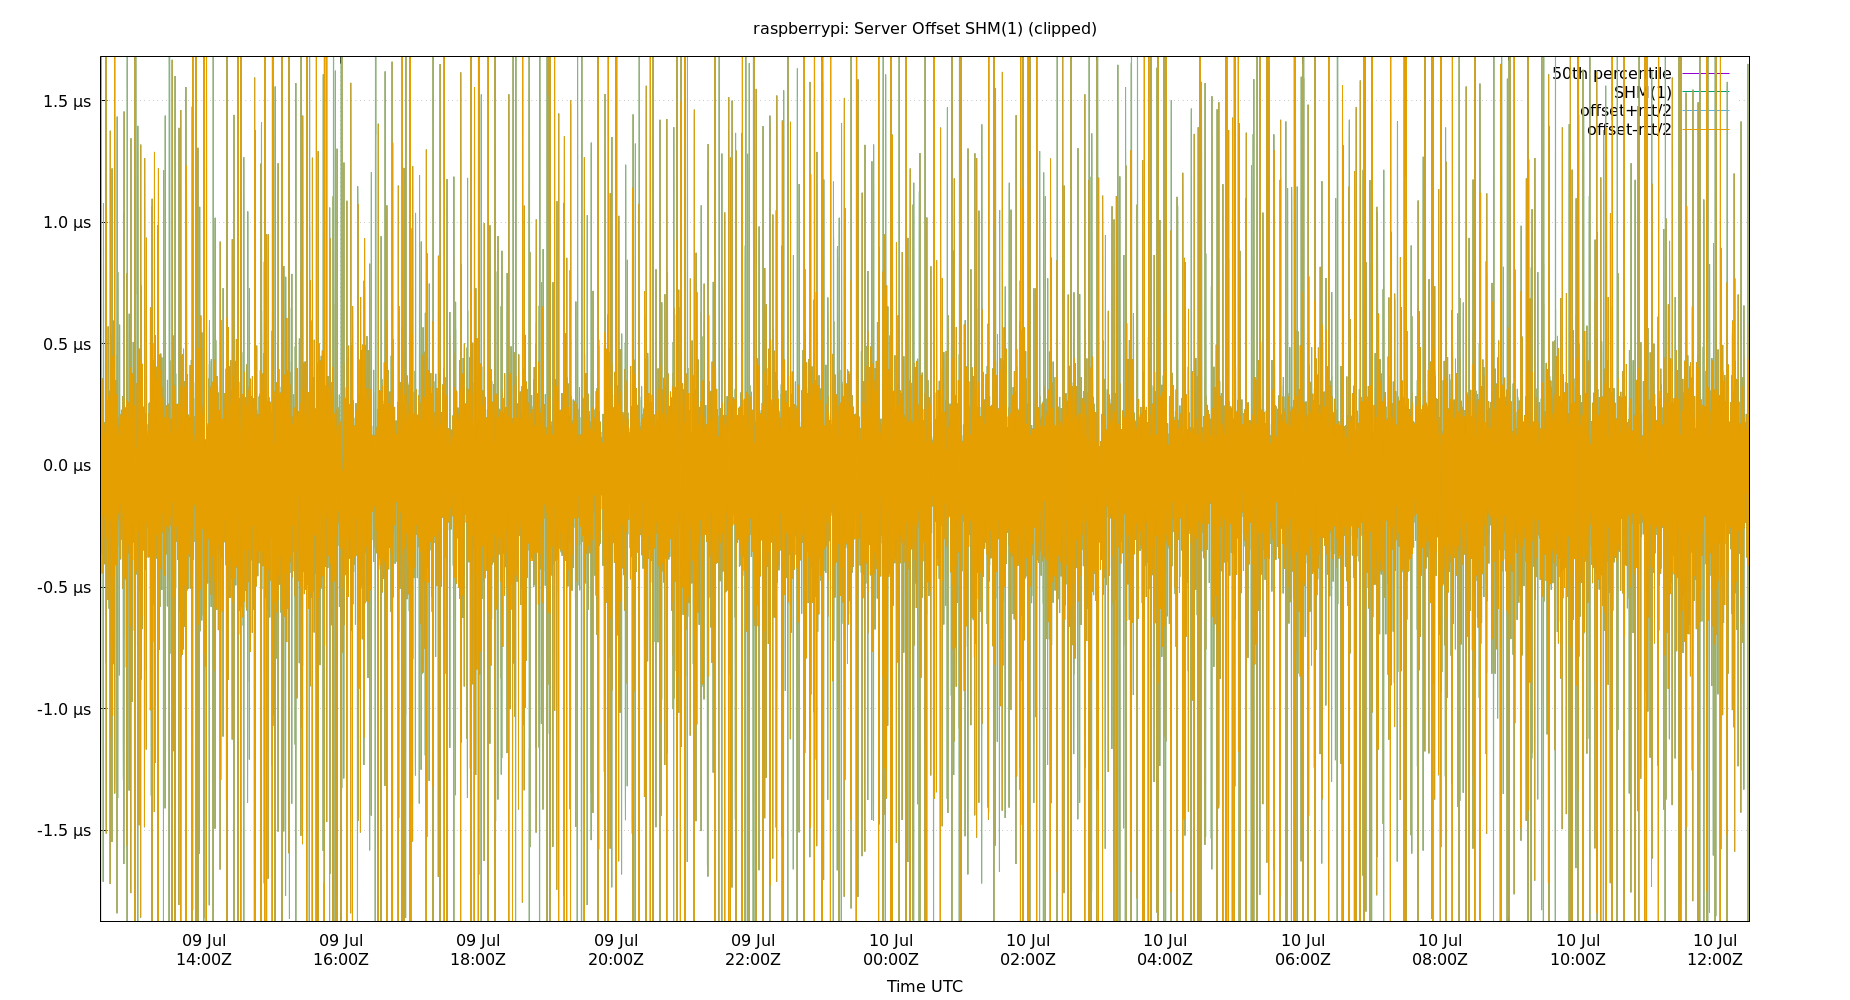 raspberrypi: Server Offset SHM(1) (clipped)
50th percentile
SHM(1)
offset+rtt/2
offset-rtt/2
1.5 µs
1.0 µs
0.5 µs
0.0 µs
-0.5 µs
-1.0 µs
-1.5 µs
09 Jul 09 Jul 09 Jul 09 Jul 09 Jul 10 Jul 10 Jul 10 Jul 10 Jul 10 Jul 10 Jul 10 Jul
14:00Z 16:00Z 18:00Z 20:00Z 22:00Z 00:00Z 02:00Z 04:00Z 06:00Z 08:00Z 10:00Z 12:00Z
Time UTC